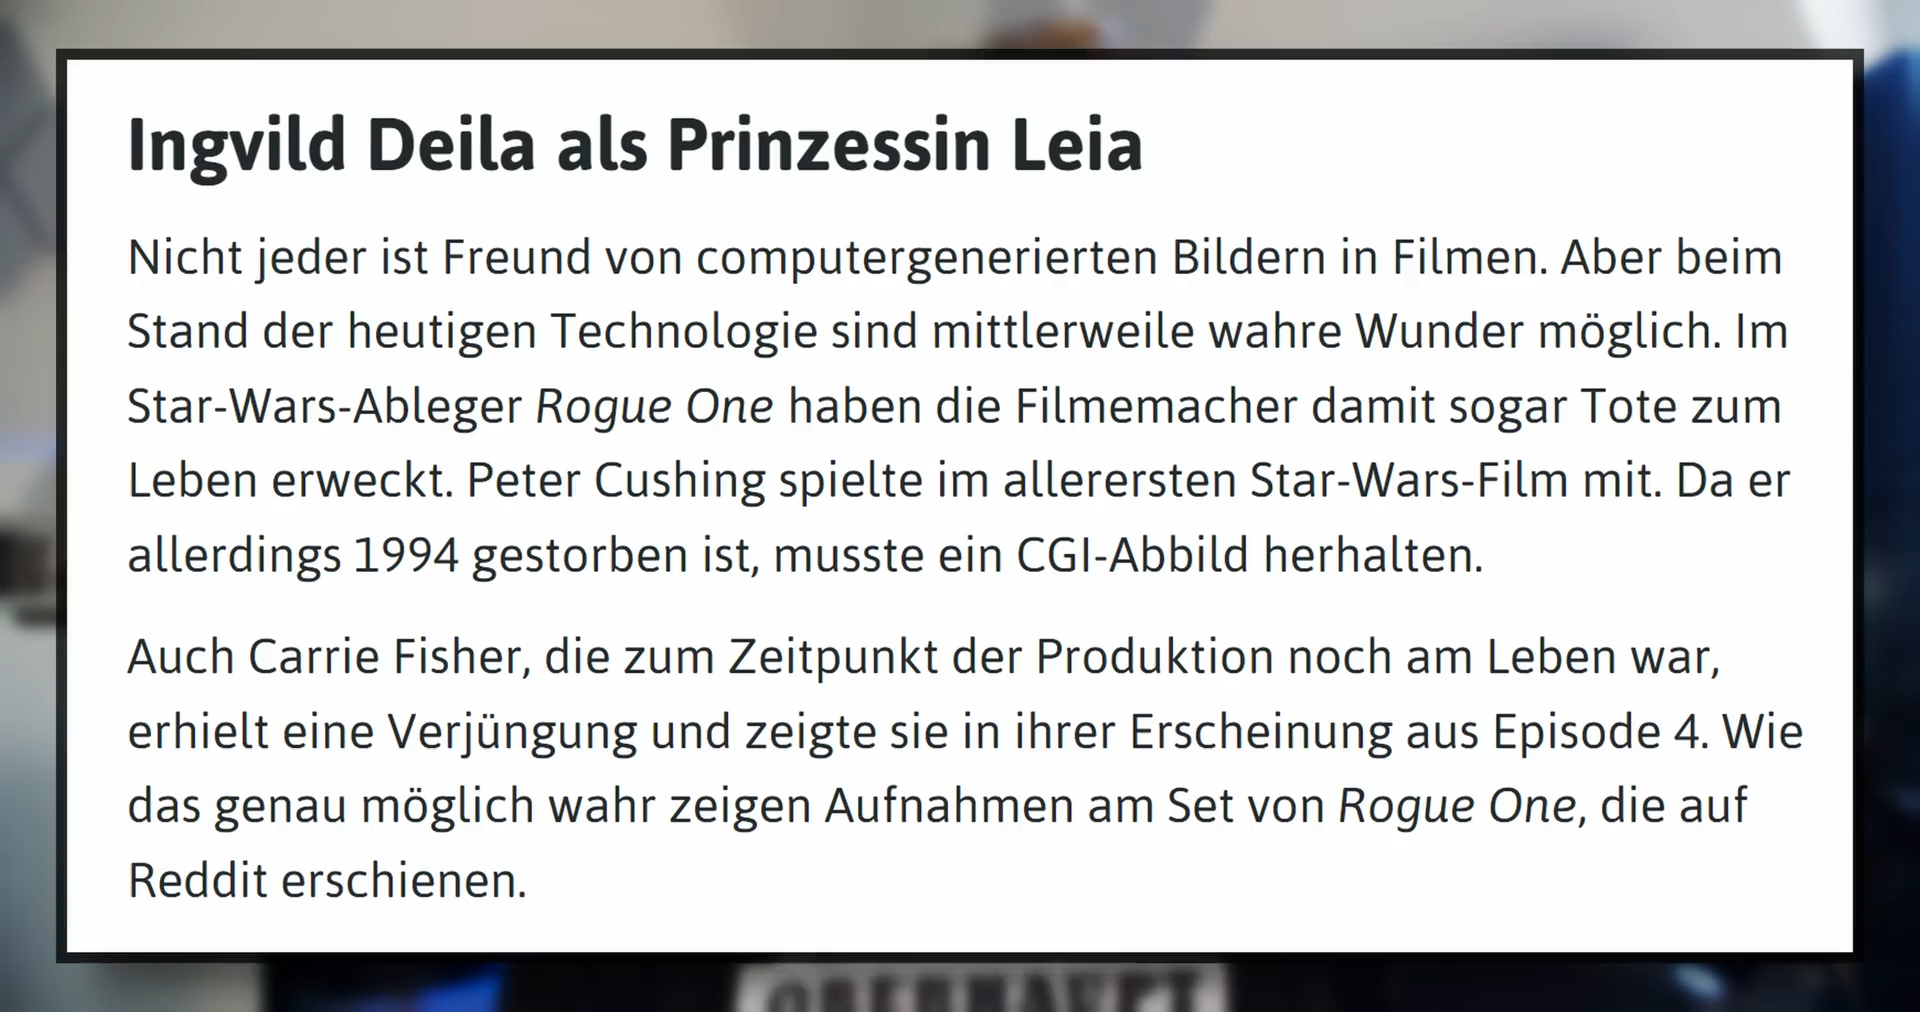 Ingvild Deila als Prinzessin Leia
Nicht jeder ist Freund von computergenerierten Bildern in Filmen. Aber beim
Stand der heutigen Technologie sind mittlerweile wahre Wunder möglich. Im
Star-Wars-Ableger Rogue One haben die Filmemacher damit sogar Tote zum
Leben erweckt. Peter Cushing spielte im allerersten Star-Wars-Film mit. Da er
allerdings 1994 gestorben ist, musste ein CGI-Abbild herhalten.
Auch Carrie Fisher, die zum Zeitpunkt der Produktion noch am Leben war,
erhielt eine Verjüngung und zeigte sie in ihrer Erscheinung aus Episode 4. Wie
das genau möglich wahr zeigen Aufnahmen am Set von Rogue One, die auf
Reddit erschienen.